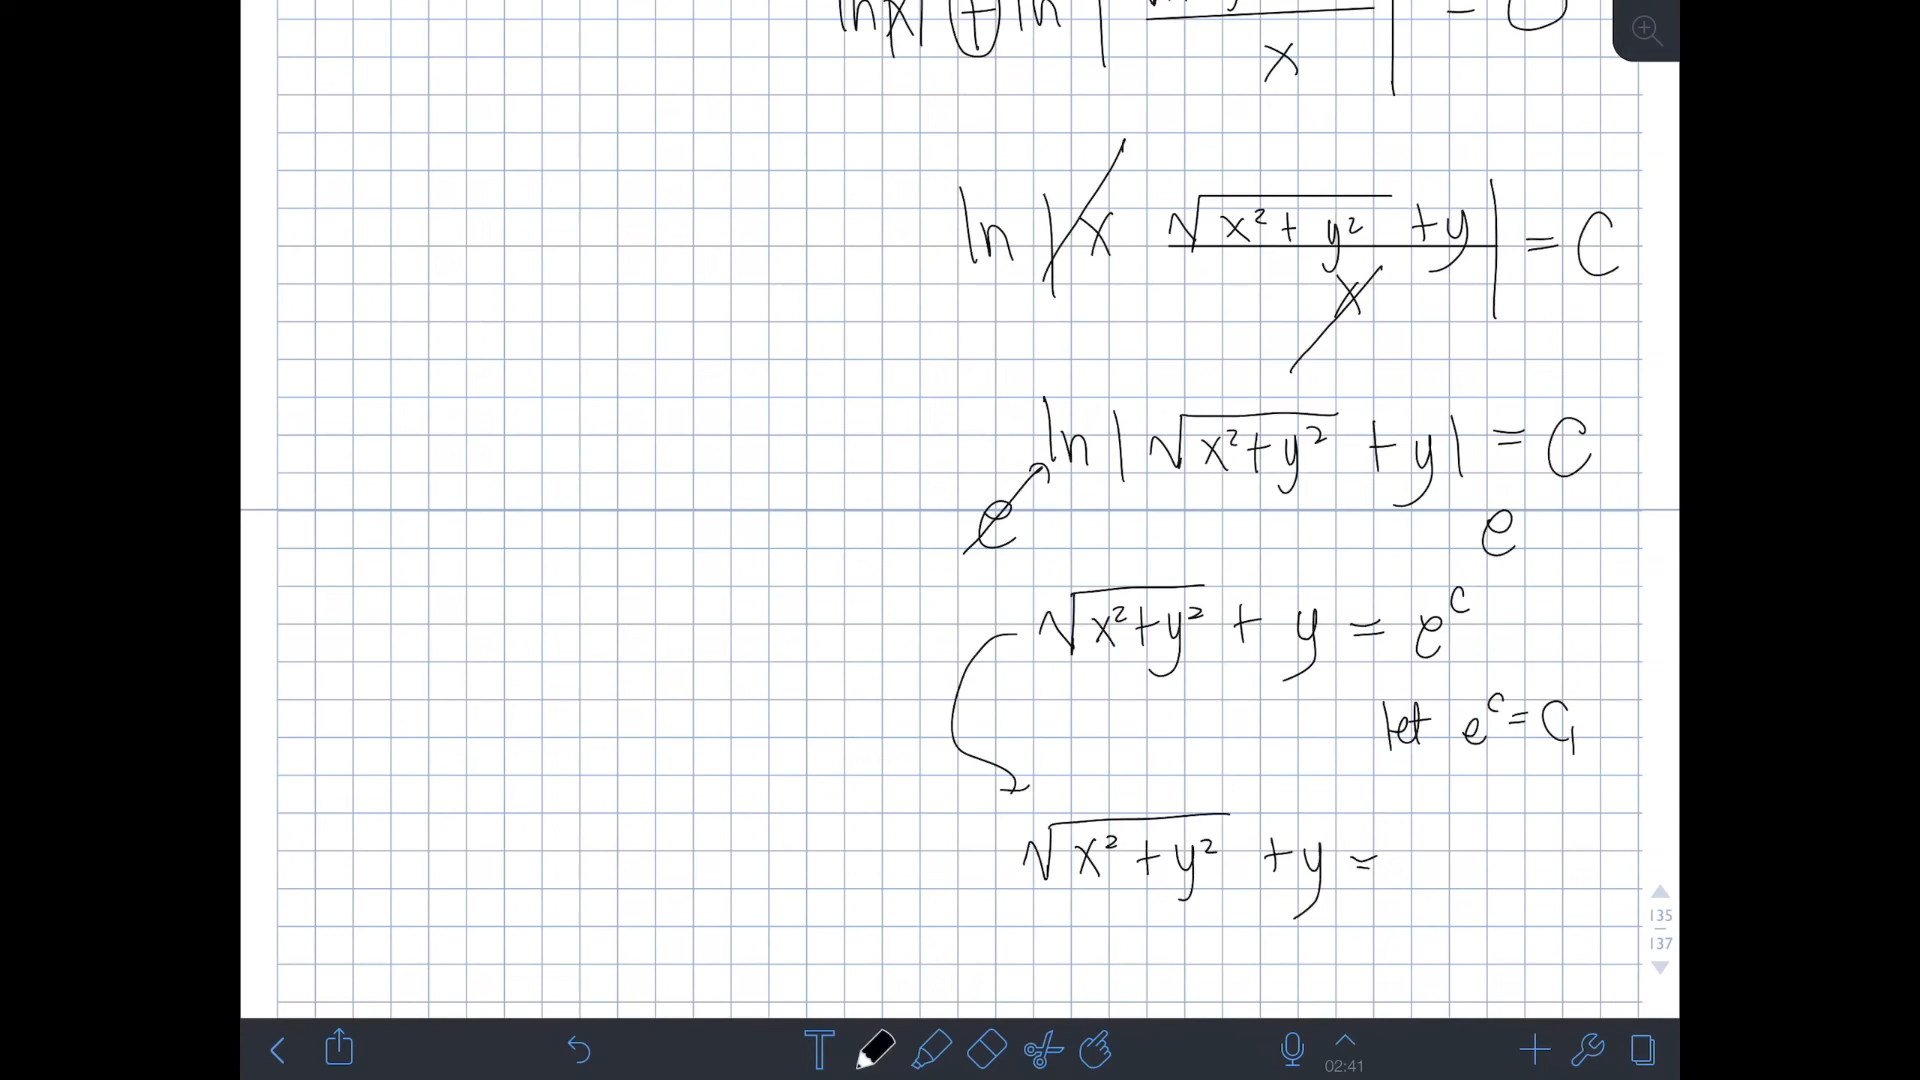 ln|x| + ln | / x | = C
ln | x √(x² + y²) + y / x | = C
ln | √(x²+y²) + y | = C
e e
√(x²+y²) + y = e^c
let e^c = C₁
√(x² + y²) + y =
135
137
T
02:41